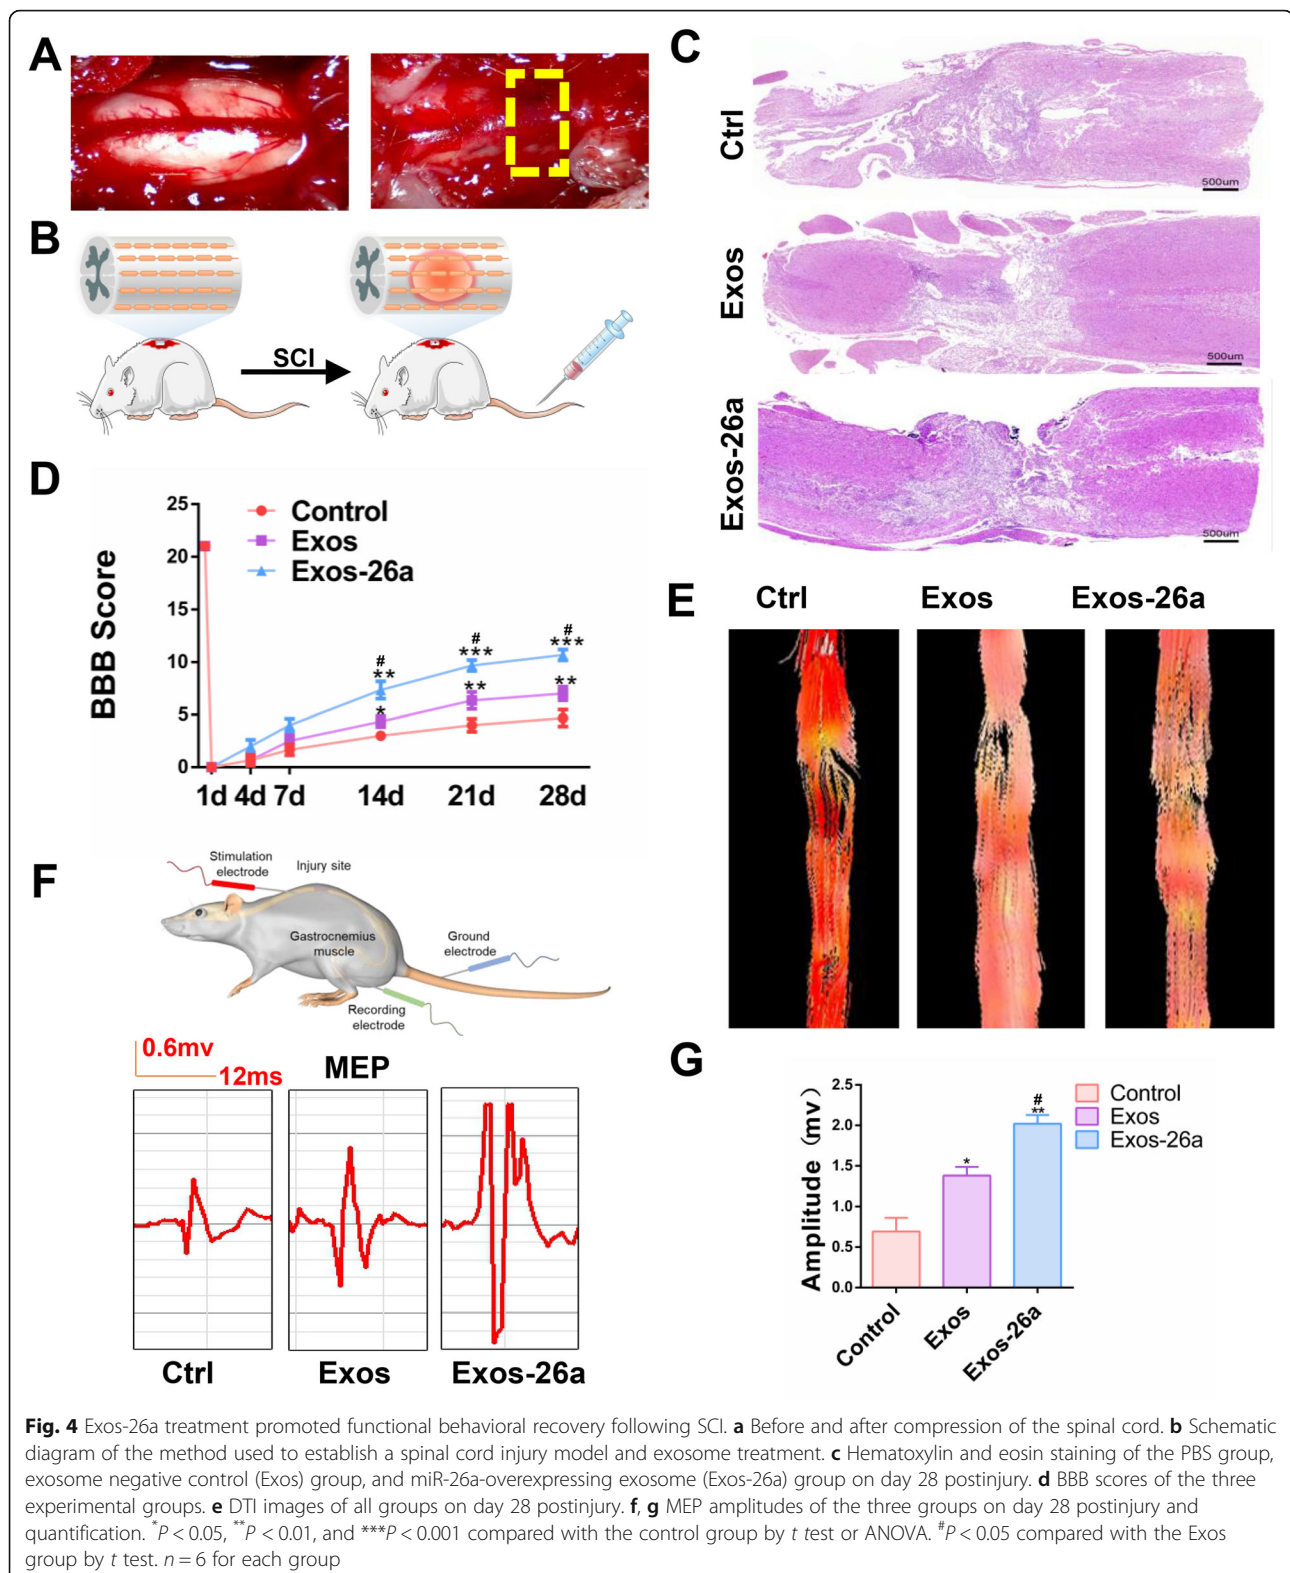 A
B
SCI
C
Ctrl
500um
Exos
500um
Exos-26a
500um
D
BBB Score
25
20
15
10
5
0
Control
Exos
Exos-26a
#
**
*
#
***
**
#
***
**
1d 4d 7d 14d 21d 28d
E
Ctrl Exos Exos-26a
F
Stimulation
electrode
Injury site
Gastrocnemius
muscle
Ground
electrode
Recording
electrode
0.6mv
12ms
MEP
Ctrl Exos Exos-26a
G
Amplitude (mv)
2.5
2.0
1.5
1.0
0.5
0.0
*
#
**
Control
Exos
Exos-26a
Control
Exos
Exos-26a
Fig. 4 Exos-26a treatment promoted functional behavioral recovery following SCI. a Before and after compression of the spinal cord. b Schematic
diagram of the method used to establish a spinal cord injury model and exosome treatment. c Hematoxylin and eosin staining of the PBS group,
exosome negative control (Exos) group, and miR-26a-overexpressing exosome (Exos-26a) group on day 28 postinjury. d BBB scores of the three
experimental groups. e DTI images of all groups on day 28 postinjury. f, g MEP amplitudes of the three groups on day 28 postinjury and
quantification. *P < 0.05, **P < 0.01, and ***P < 0.001 compared with the control group by t test or ANOVA. #P < 0.05 compared with the Exos
group by t test. n = 6 for each group